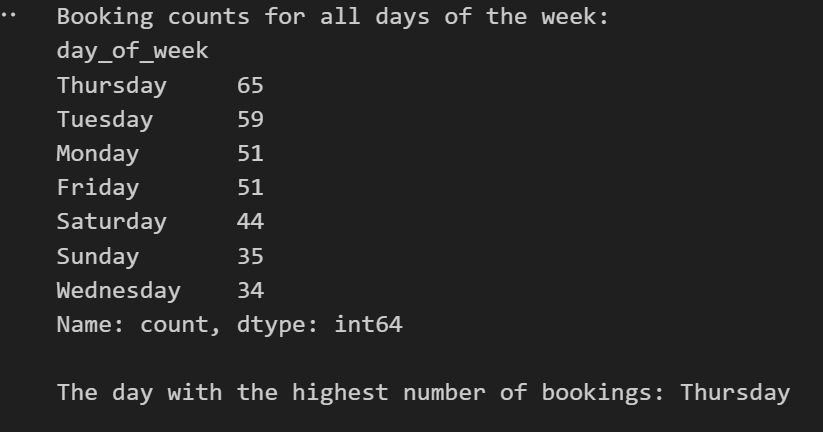 Booking counts for all days of the week:
day_of_week
Thursday     65
Tuesday      59
Monday       51
Friday       51
Saturday     44
Sunday       35
Wednesday    34
Name: count, dtype: int64

The day with the highest number of bookings: Thursday